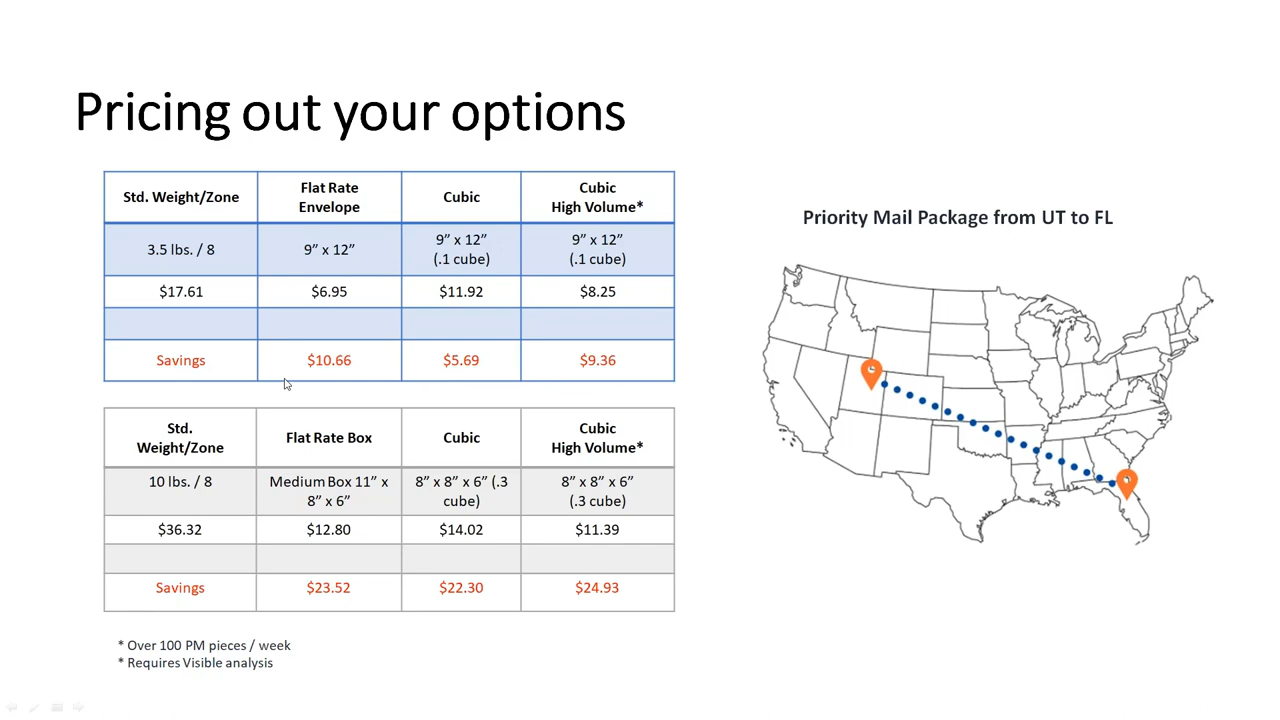 Pricing out your options
Std. Weight/Zone
Flat Rate
Envelope
Cubic
Cubic
High Volume*
3.5 lbs. / 8
9” x 12”
9” x 12”
(.1 cube)
9” x 12”
(.1 cube)
$17.61
$6.95
$11.92
$8.25
Savings
$10.66
$5.69
$9.36
Std.
Weight/Zone
Flat Rate Box
Cubic
Cubic
High Volume*
10 lbs. / 8
Medium Box 11” x
8” x 6”
8” x 8” x 6” (.3
cube)
8” x 8” x 6”
(.3 cube)
$36.32
$12.80
$14.02
$11.39
Savings
$23.52
$22.30
$24.93
* Over 100 PM pieces / week
* Requires Visible analysis
Priority Mail Package from UT to FL